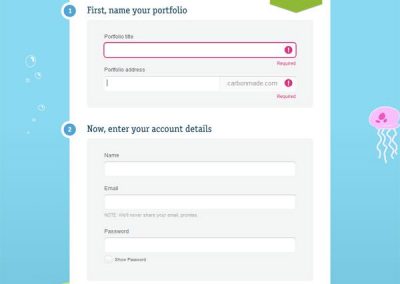 1 First, name your portfolio
Portfolio title
Required
Portfolio address
.carbonmade.com
Required
2 Now, enter your account details
Name
Email
NOTE: We'll never share your email, promise.
Password
Show Password